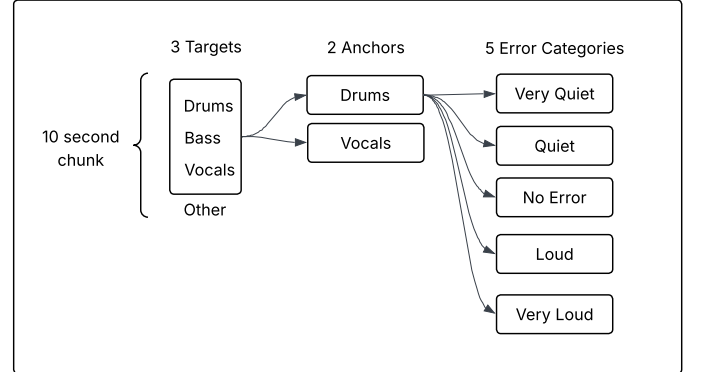 3 Targets
2 Anchors
5 Error Categories
10 second
chunk
Drums
Bass
Vocals
Other
Drums
Vocals
Very Quiet
Quiet
No Error
Loud
Very Loud